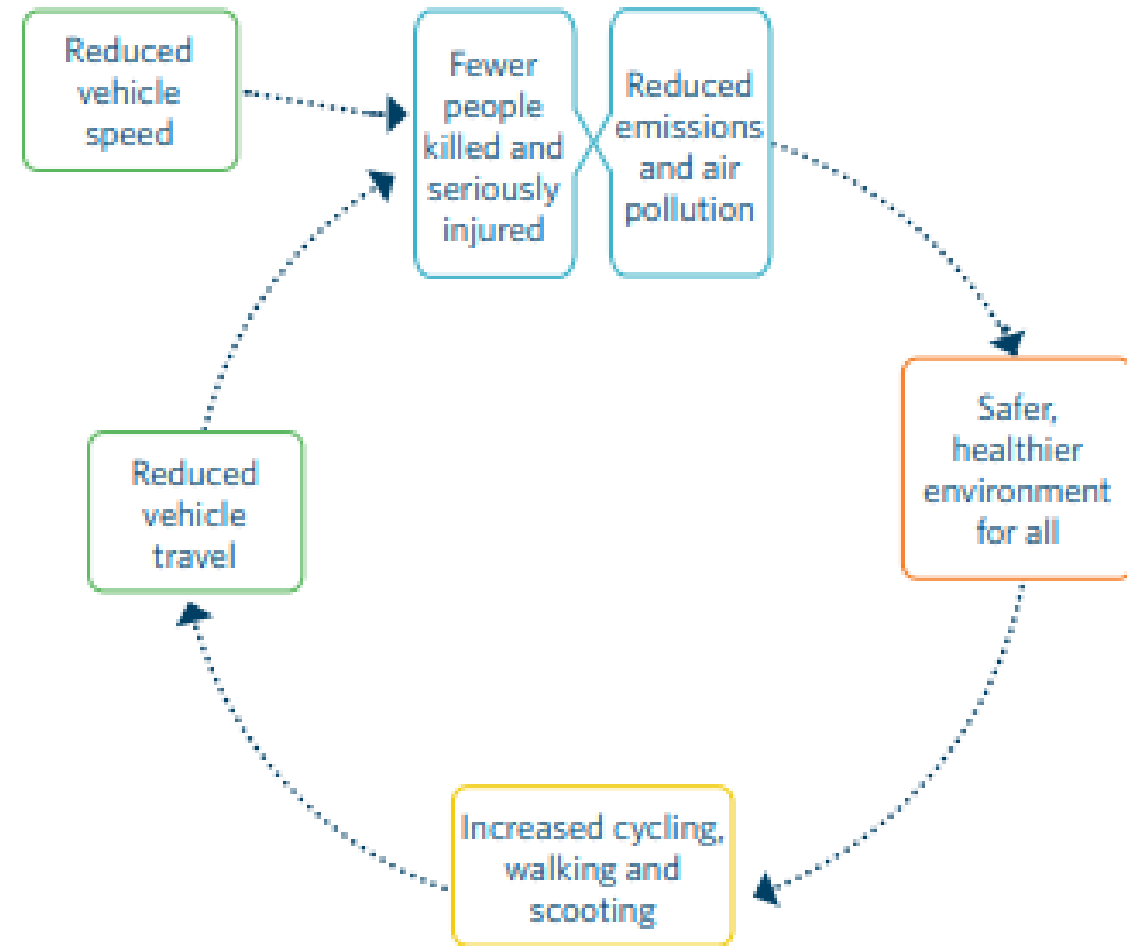 Reduced
vehicle
speed
Fewer
people
killed and
seriously
injured
Reduced
emissions
and air
pollution
Safer,
healthier
environment
for all
Increased cycling,
walking and
scooting
Reduced
vehicle
travel